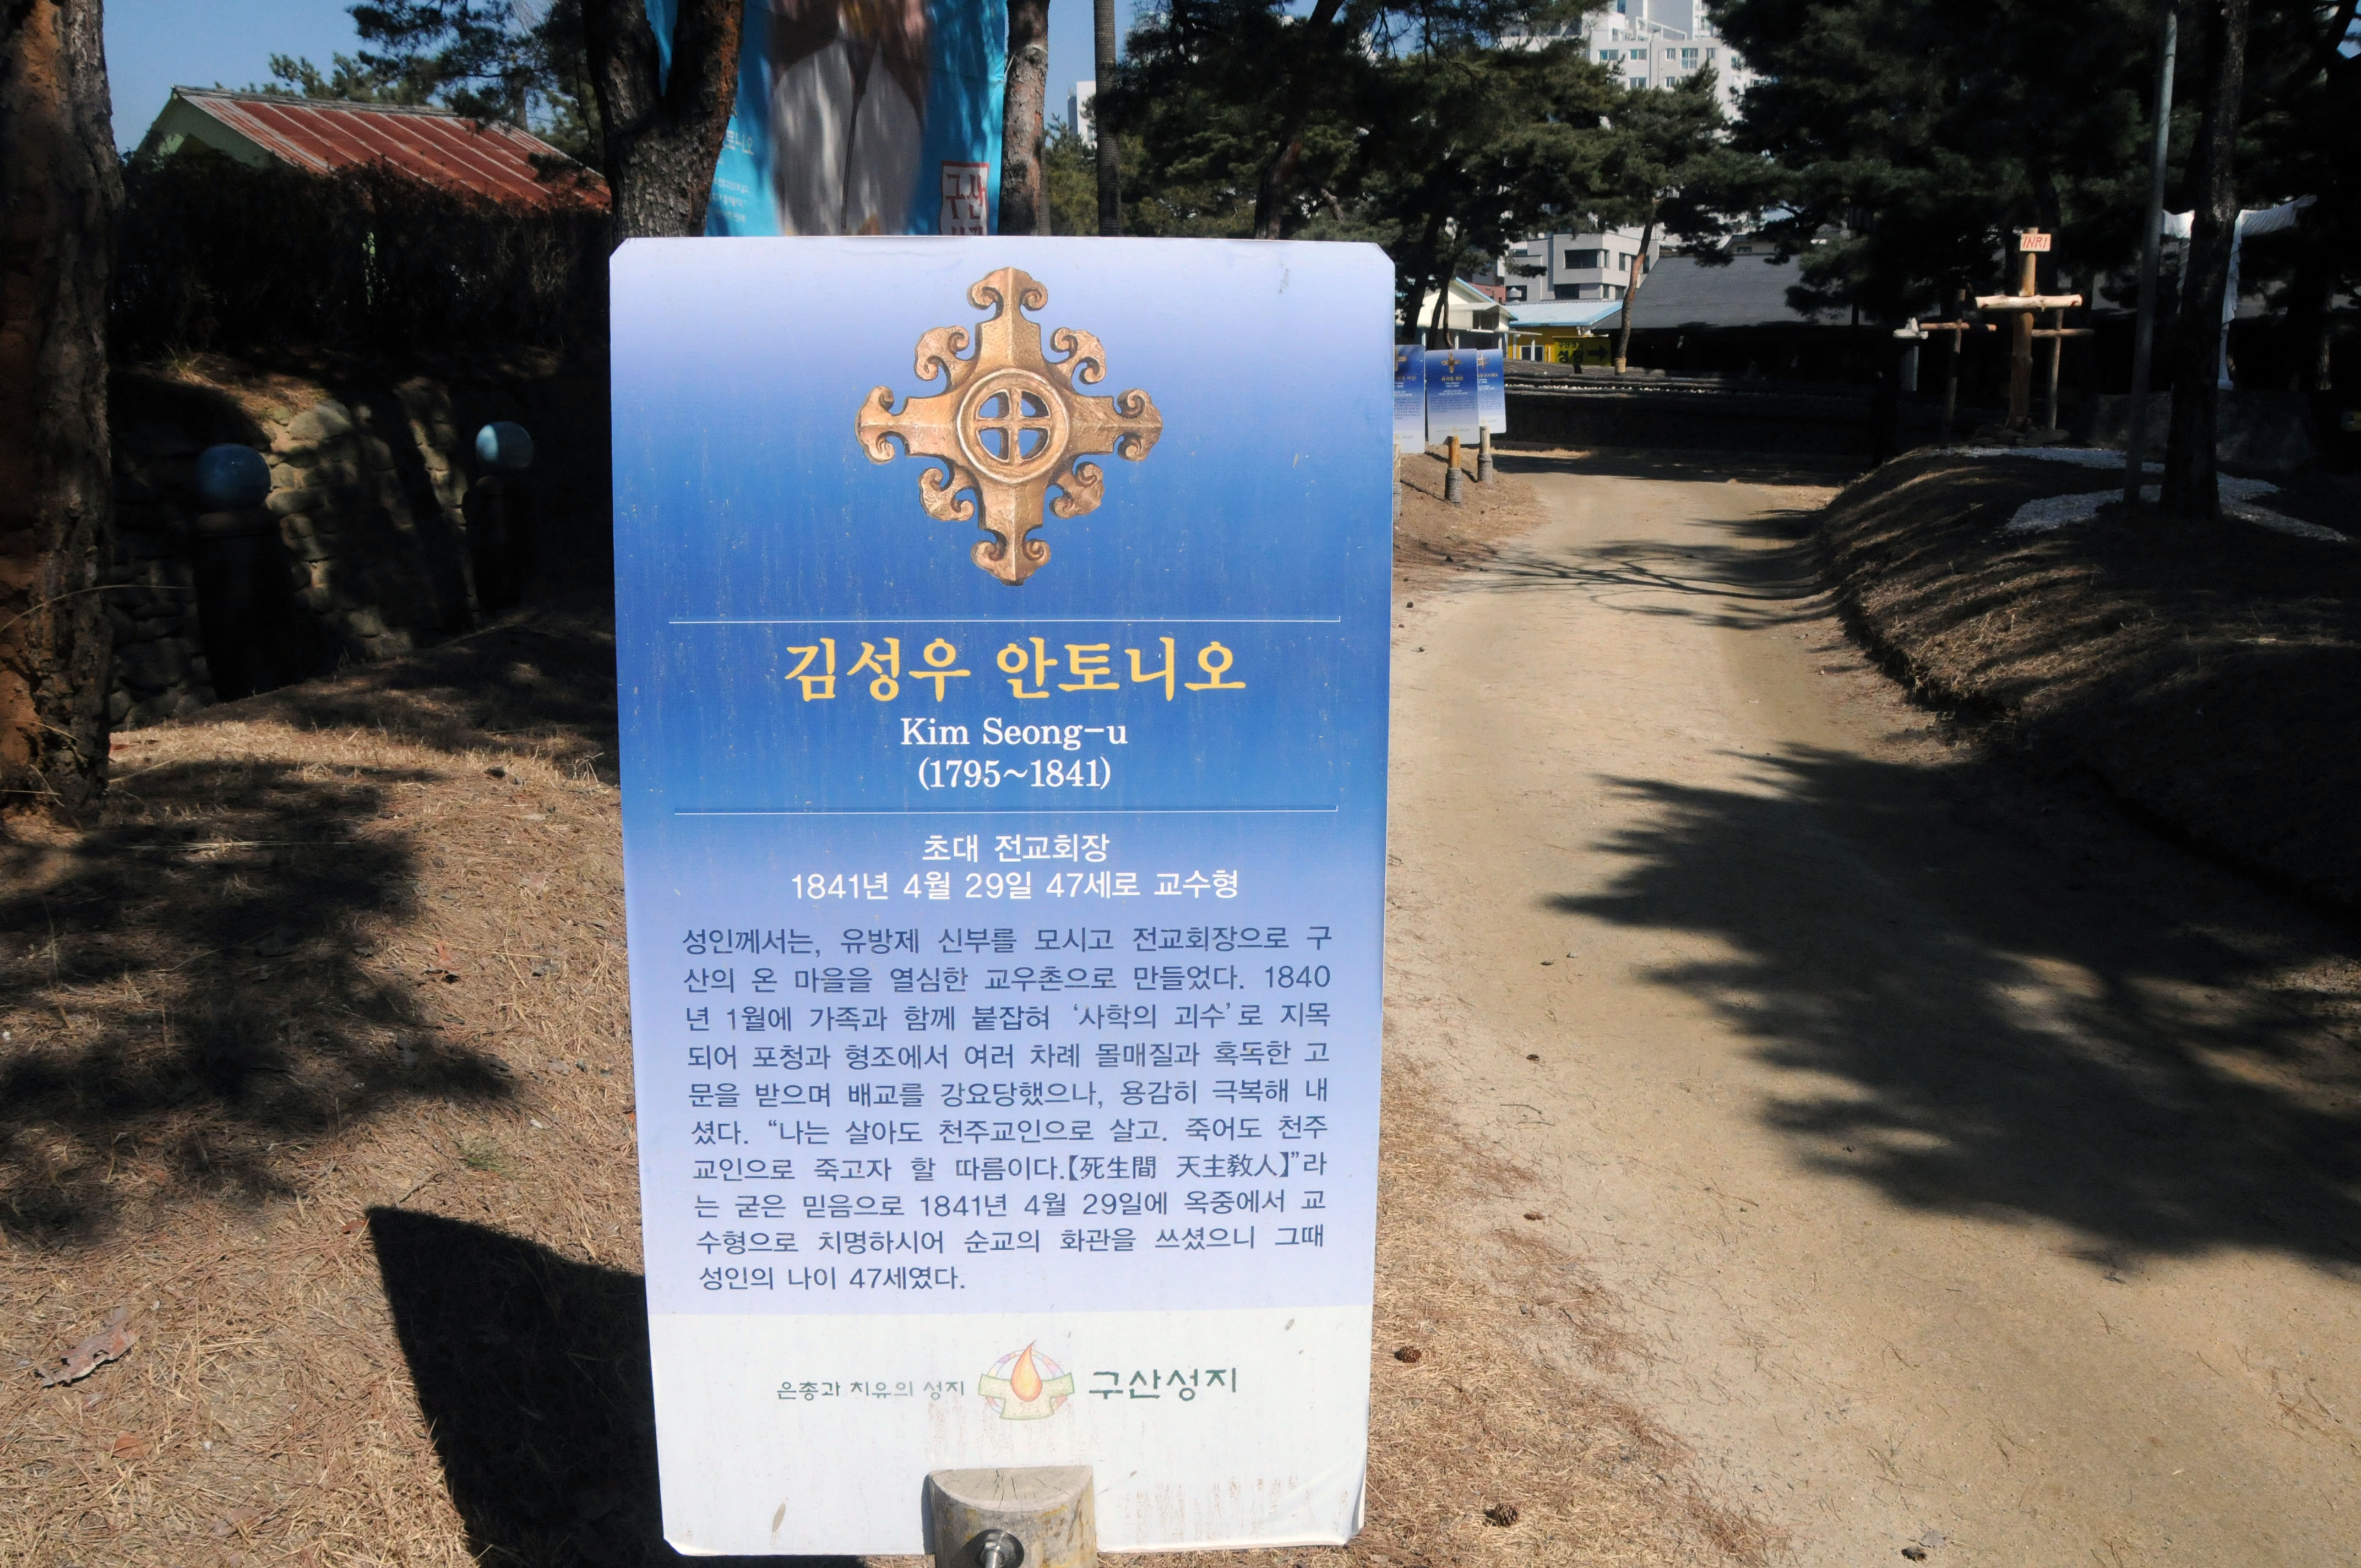 구산
INRI
김성우 안토니오
Kim Seong-u
(1795~1841)
초대 전교회장
1841년 4월 29일 47세로 교수형
성인께서는, 유방제 신부를 모시고 전교회장으로 구
산의 온 마을을 열심한 교우촌으로 만들었다. 1840
년 1월에 가족과 함께 붙잡혀 ‘사학의 괴수’로 지목
되어 포청과 형조에서 여러 차례 몰매질과 혹독한 고
문을 받으며 배교를 강요당했으나, 용감히 극복해 내
셨다. “나는 살아도 천주교인으로 살고. 죽어도 천주
교인으로 죽고자 할 따름이다.【死生間 天主敎人】”라
는 굳은 믿음으로 1841년 4월 29일에 옥중에서 교
수형으로 치명하시어 순교의 화관을 쓰셨으니 그때
성인의 나이 47세였다.
은총과 치유의 성지 구산성지